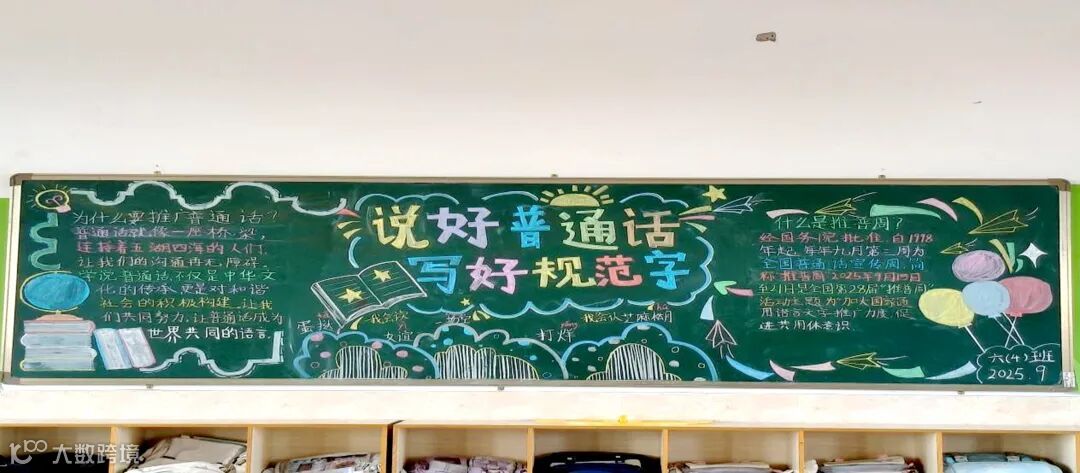 为什么要推广普通话？
普通话就像一座桥梁
连接着五湖四海的人们，
让我们的沟通再无障碍，
学说普通话，不仅是中华文
化的传承，更是对和谐
社会的积极构建，让我
们共同努力，让普通话成为
世界共同的语言。
说好普通话
写好规范字
蛋挞
我会读
友谊
打烊
我会认艺麻楷月
什么是推普周？
经国务院批准，自1998
年起，每年九月第三周为
全国普通话宣传周，简
称推普周2025年9月15日
至21日是全国第28届"推普周"
活动主题为"加大国家通
用语言文字推广力度，促
进共同体意识
六(4)班
2025.9
大数跨境